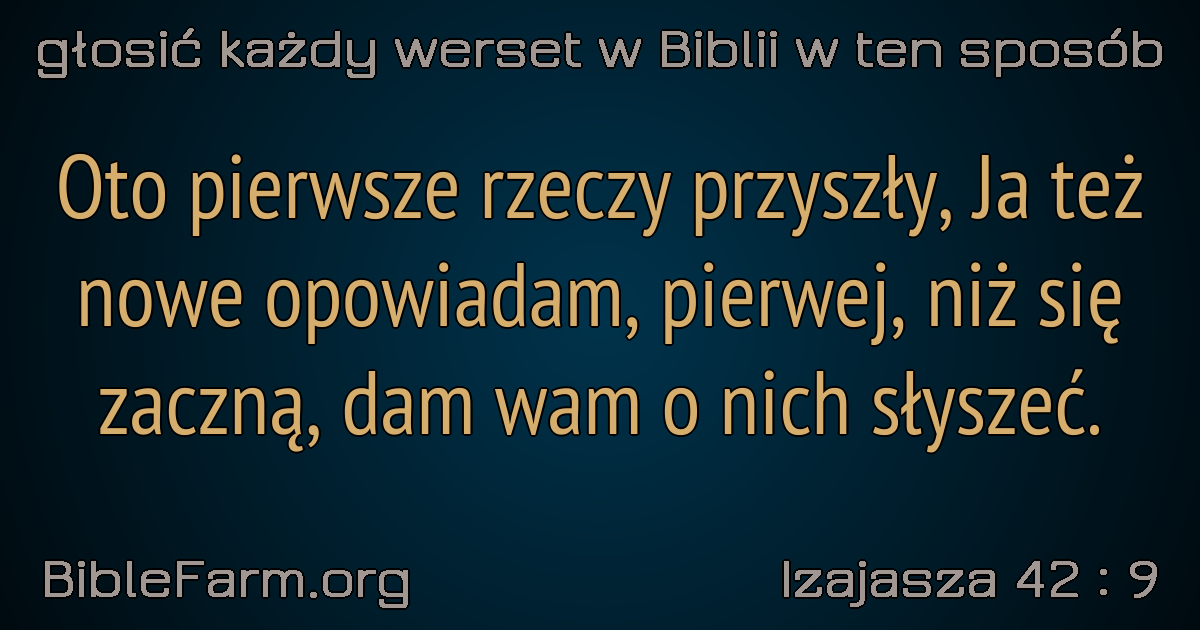 głosić każdy werset w Biblii w ten sposób
Oto pierwsze rzeczy przyszły, Ja też
nowe opowiadam, pierwej, niż się
zaczną, dam wam o nich słyszeć.
BibleFarm.org
Izajasza 42 : 9